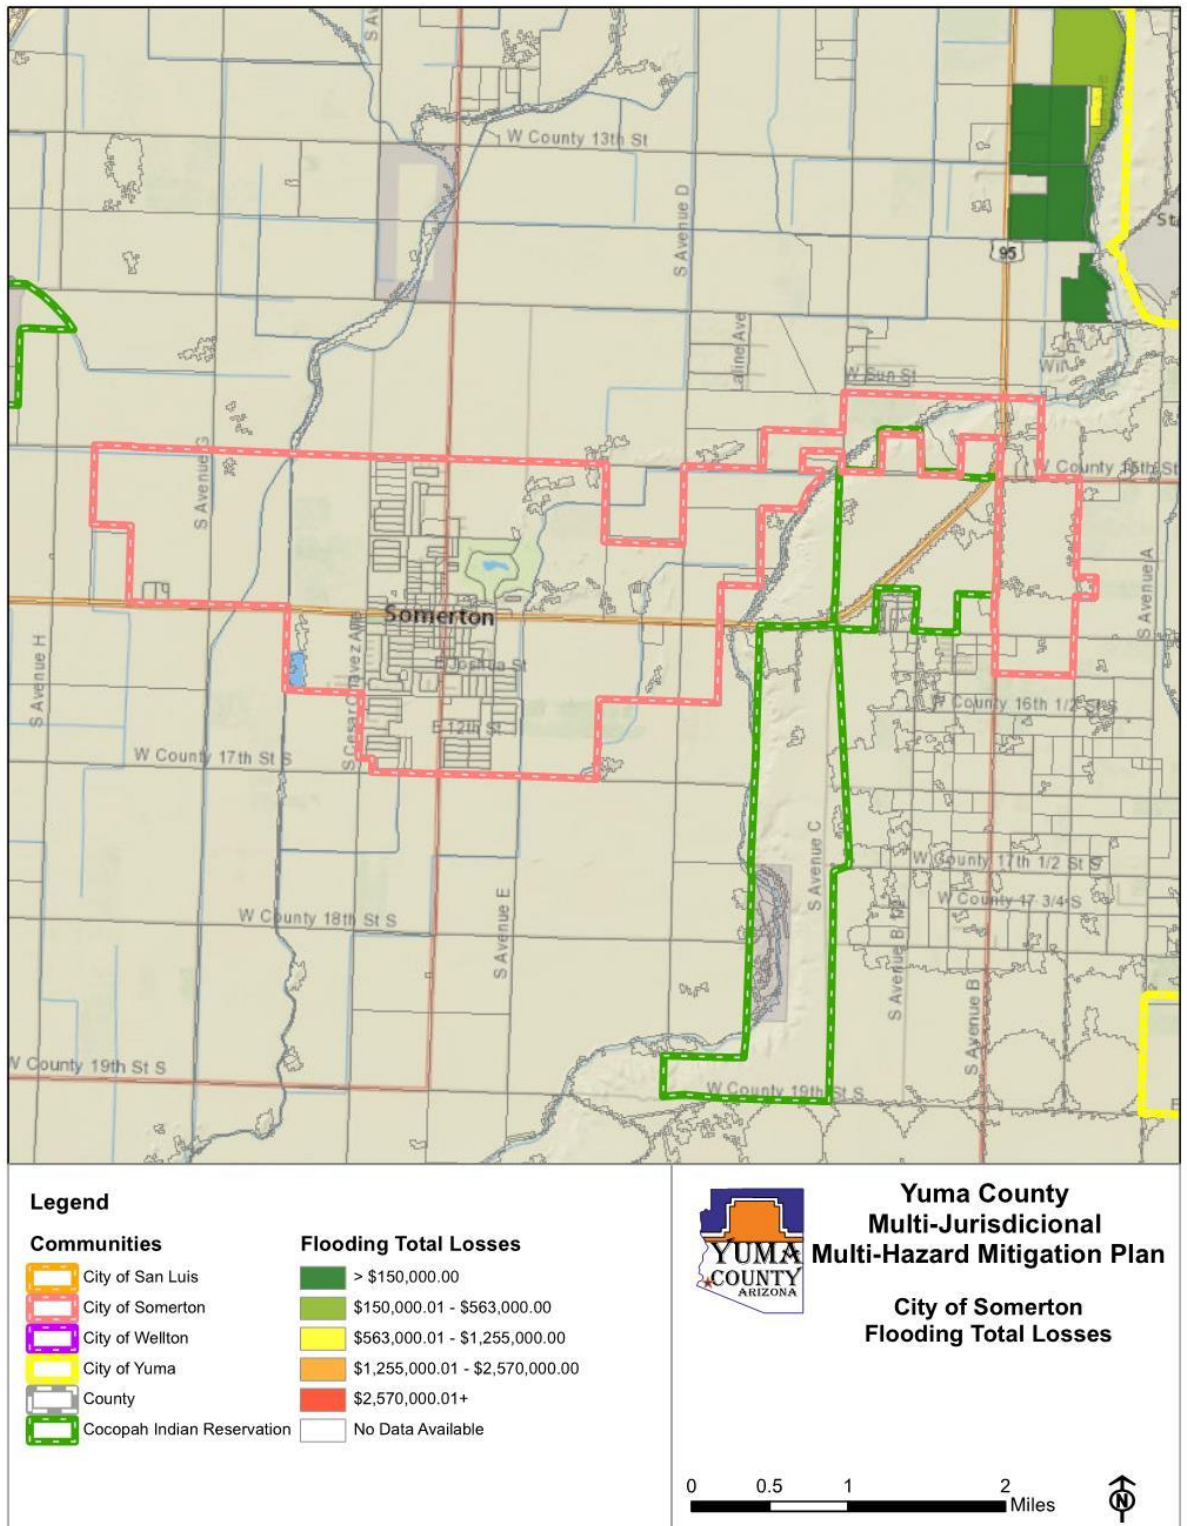 S Av
W County 13th St
S Avenue D
95
Laline Ave
W Sun St
W County 15th St
S Avenue G
S Avenue A
Somerton
S Avenue H
E Joshua St
W County 16th 1/2 St S
E 12th St
W County 17th St S
S Avenue C
W County 17th 1/2 St S
W County 17 3/4 S
W County 18th St S
S Avenue E
S Avenue B
W County 19th St S
W County 19th St S
Legend
Communities
City of San Luis
City of Somerton
City of Wellton
City of Yuma
County
Cocopah Indian Reservation
Flooding Total Losses
> $150,000.00
$150,000.01 - $563,000.00
$563,000.01 - $1,255,000.00
$1,255,000.01 - $2,570,000.00
$2,570,000.01+
No Data Available
YUMA
COUNTY
ARIZONA
Yuma County
Multi-Jurisdicional
Multi-Hazard Mitigation Plan
City of Somerton
Flooding Total Losses
0 0.5 1 2
Miles
N